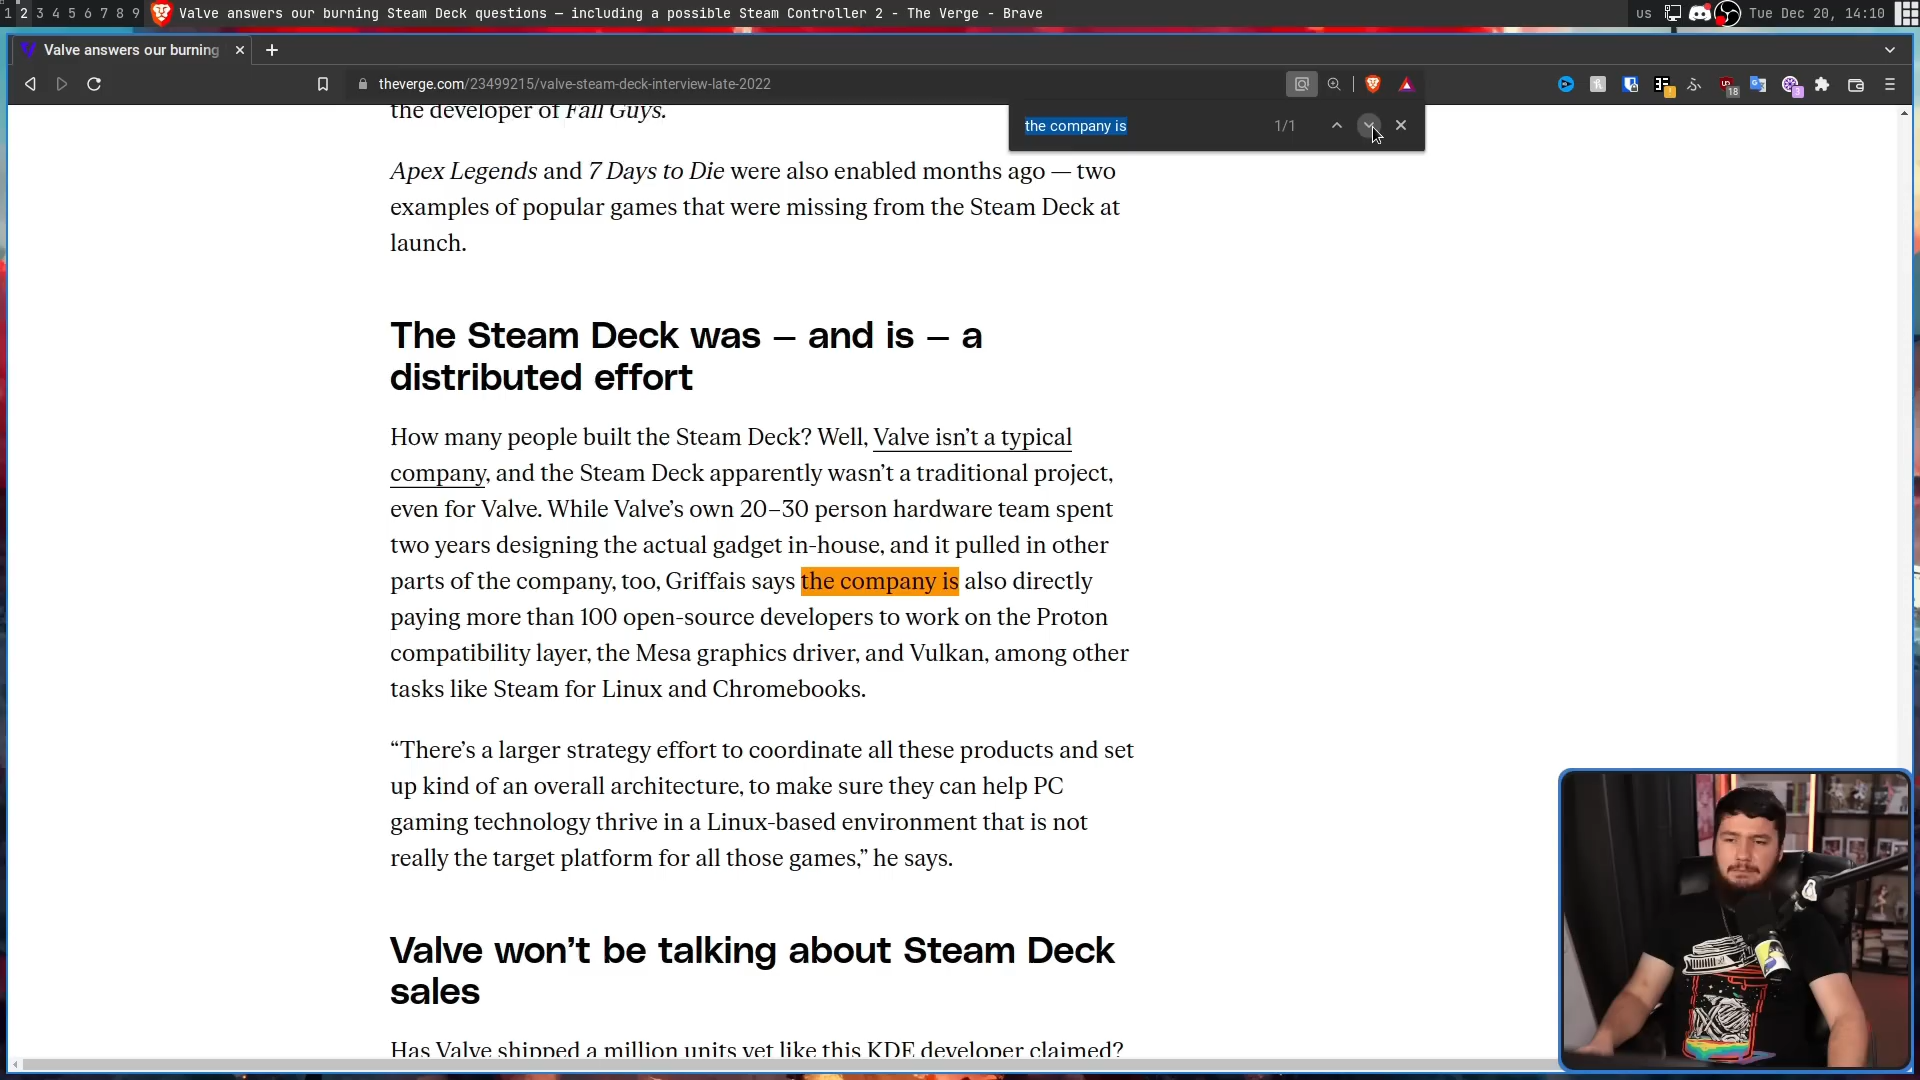 1 2 3 4 5 6 7 8 9 Valve answers our burning Steam Deck questions – including a possible Steam Controller 2 - The Verge - Brave
us Tue Dec 20, 14:10
Valve answers our burning
theverge.com/23499215/valve-steam-deck-interview-late-2022
18
3
the company is 1/1
the developer of Fall Guys.
Apex Legends and 7 Days to Die were also enabled months ago — two
examples of popular games that were missing from the Steam Deck at
launch.
The Steam Deck was – and is – a
distributed effort
How many people built the Steam Deck? Well, Valve isn’t a typical
company, and the Steam Deck apparently wasn’t a traditional project,
even for Valve. While Valve’s own 20–30 person hardware team spent
two years designing the actual gadget in-house, and it pulled in other
parts of the company, too, Griffais says the company is also directly
paying more than 100 open-source developers to work on the Proton
compatibility layer, the Mesa graphics driver, and Vulkan, among other
tasks like Steam for Linux and Chromebooks.
“There’s a larger strategy effort to coordinate all these products and set
up kind of an overall architecture, to make sure they can help PC
gaming technology thrive in a Linux-based environment that is not
really the target platform for all those games,” he says.
Valve won’t be talking about Steam Deck
sales
Has Valve shipped a million units yet like this KDE developer claimed?